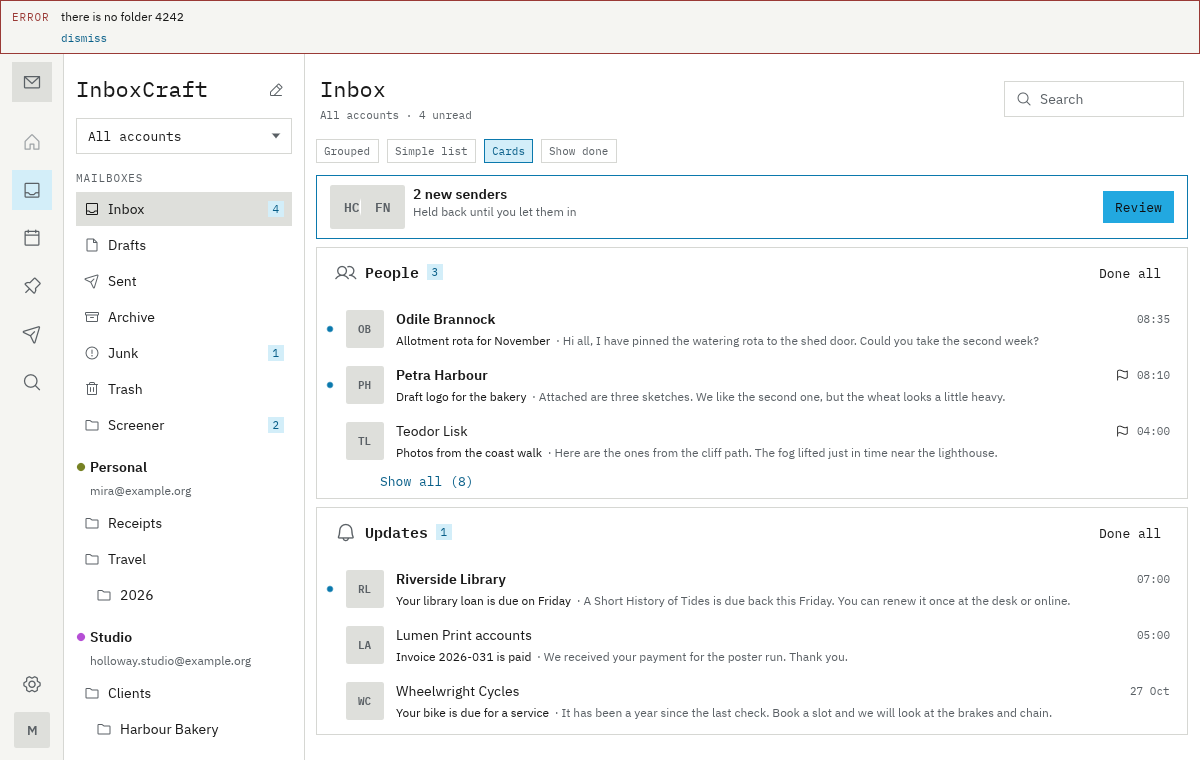 ERROR there is no folder 4242
dismiss
InboxCraft
All accounts
MAILBOXES
Inbox 4
Drafts
Sent
Archive
Junk 1
Trash
Screener 2
Personal
mira@example.org
Receipts
Travel
2026
Studio
holloway.studio@example.org
Clients
Harbour Bakery
M
Inbox
All accounts · 4 unread
Search
Grouped Simple list Cards Show done
HC FN
2 new senders
Held back until you let them in
Review
People 3 Done all
OB Odile Brannock 08:35
Allotment rota for November · Hi all, I have pinned the watering rota to the shed door. Could you take the second week?
PH Petra Harbour 08:10
Draft logo for the bakery · Attached are three sketches. We like the second one, but the wheat looks a little heavy.
TL Teodor Lisk 04:00
Photos from the coast walk · Here are the ones from the cliff path. The fog lifted just in time near the lighthouse.
Show all (8)
Updates 1 Done all
RL Riverside Library 07:00
Your library loan is due on Friday · A Short History of Tides is due back this Friday. You can renew it once at the desk or online.
LA Lumen Print accounts 05:00
Invoice 2026-031 is paid · We received your payment for the poster run. Thank you.
WC Wheelwright Cycles 27 Oct
Your bike is due for a service · It has been a year since the last check. Book a slot and we will look at the brakes and chain.